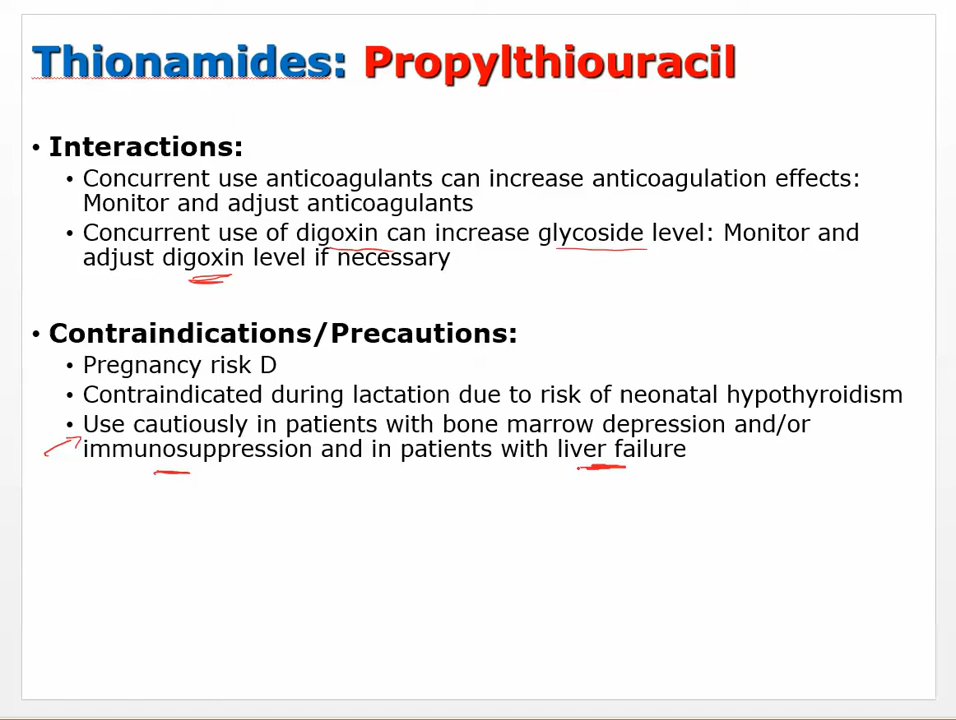 Thionamides: Propylthiouracil
• Interactions:
• Concurrent use anticoagulants can increase anticoagulation effects:
Monitor and adjust anticoagulants
• Concurrent use of digoxin can increase glycoside level: Monitor and
adjust digoxin level if necessary
• Contraindications/Precautions:
• Pregnancy risk D
• Contraindicated during lactation due to risk of neonatal hypothyroidism
• Use cautiously in patients with bone marrow depression and/or
immunosuppression and in patients with liver failure